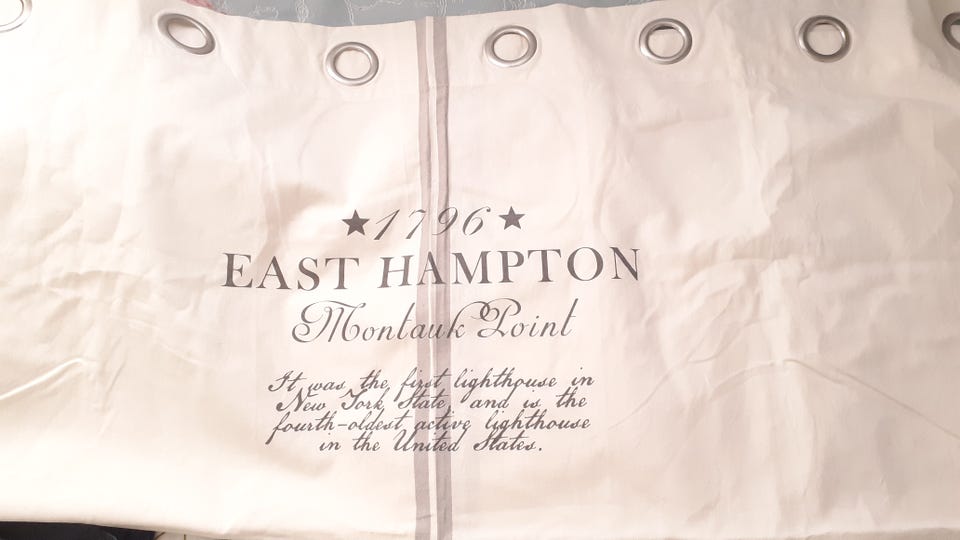 ★1796★
EAST HAMPTON
Montauk Point
It was the first lighthouse in
New York State, and is the
fourth-oldest active lighthouse
in the United States.